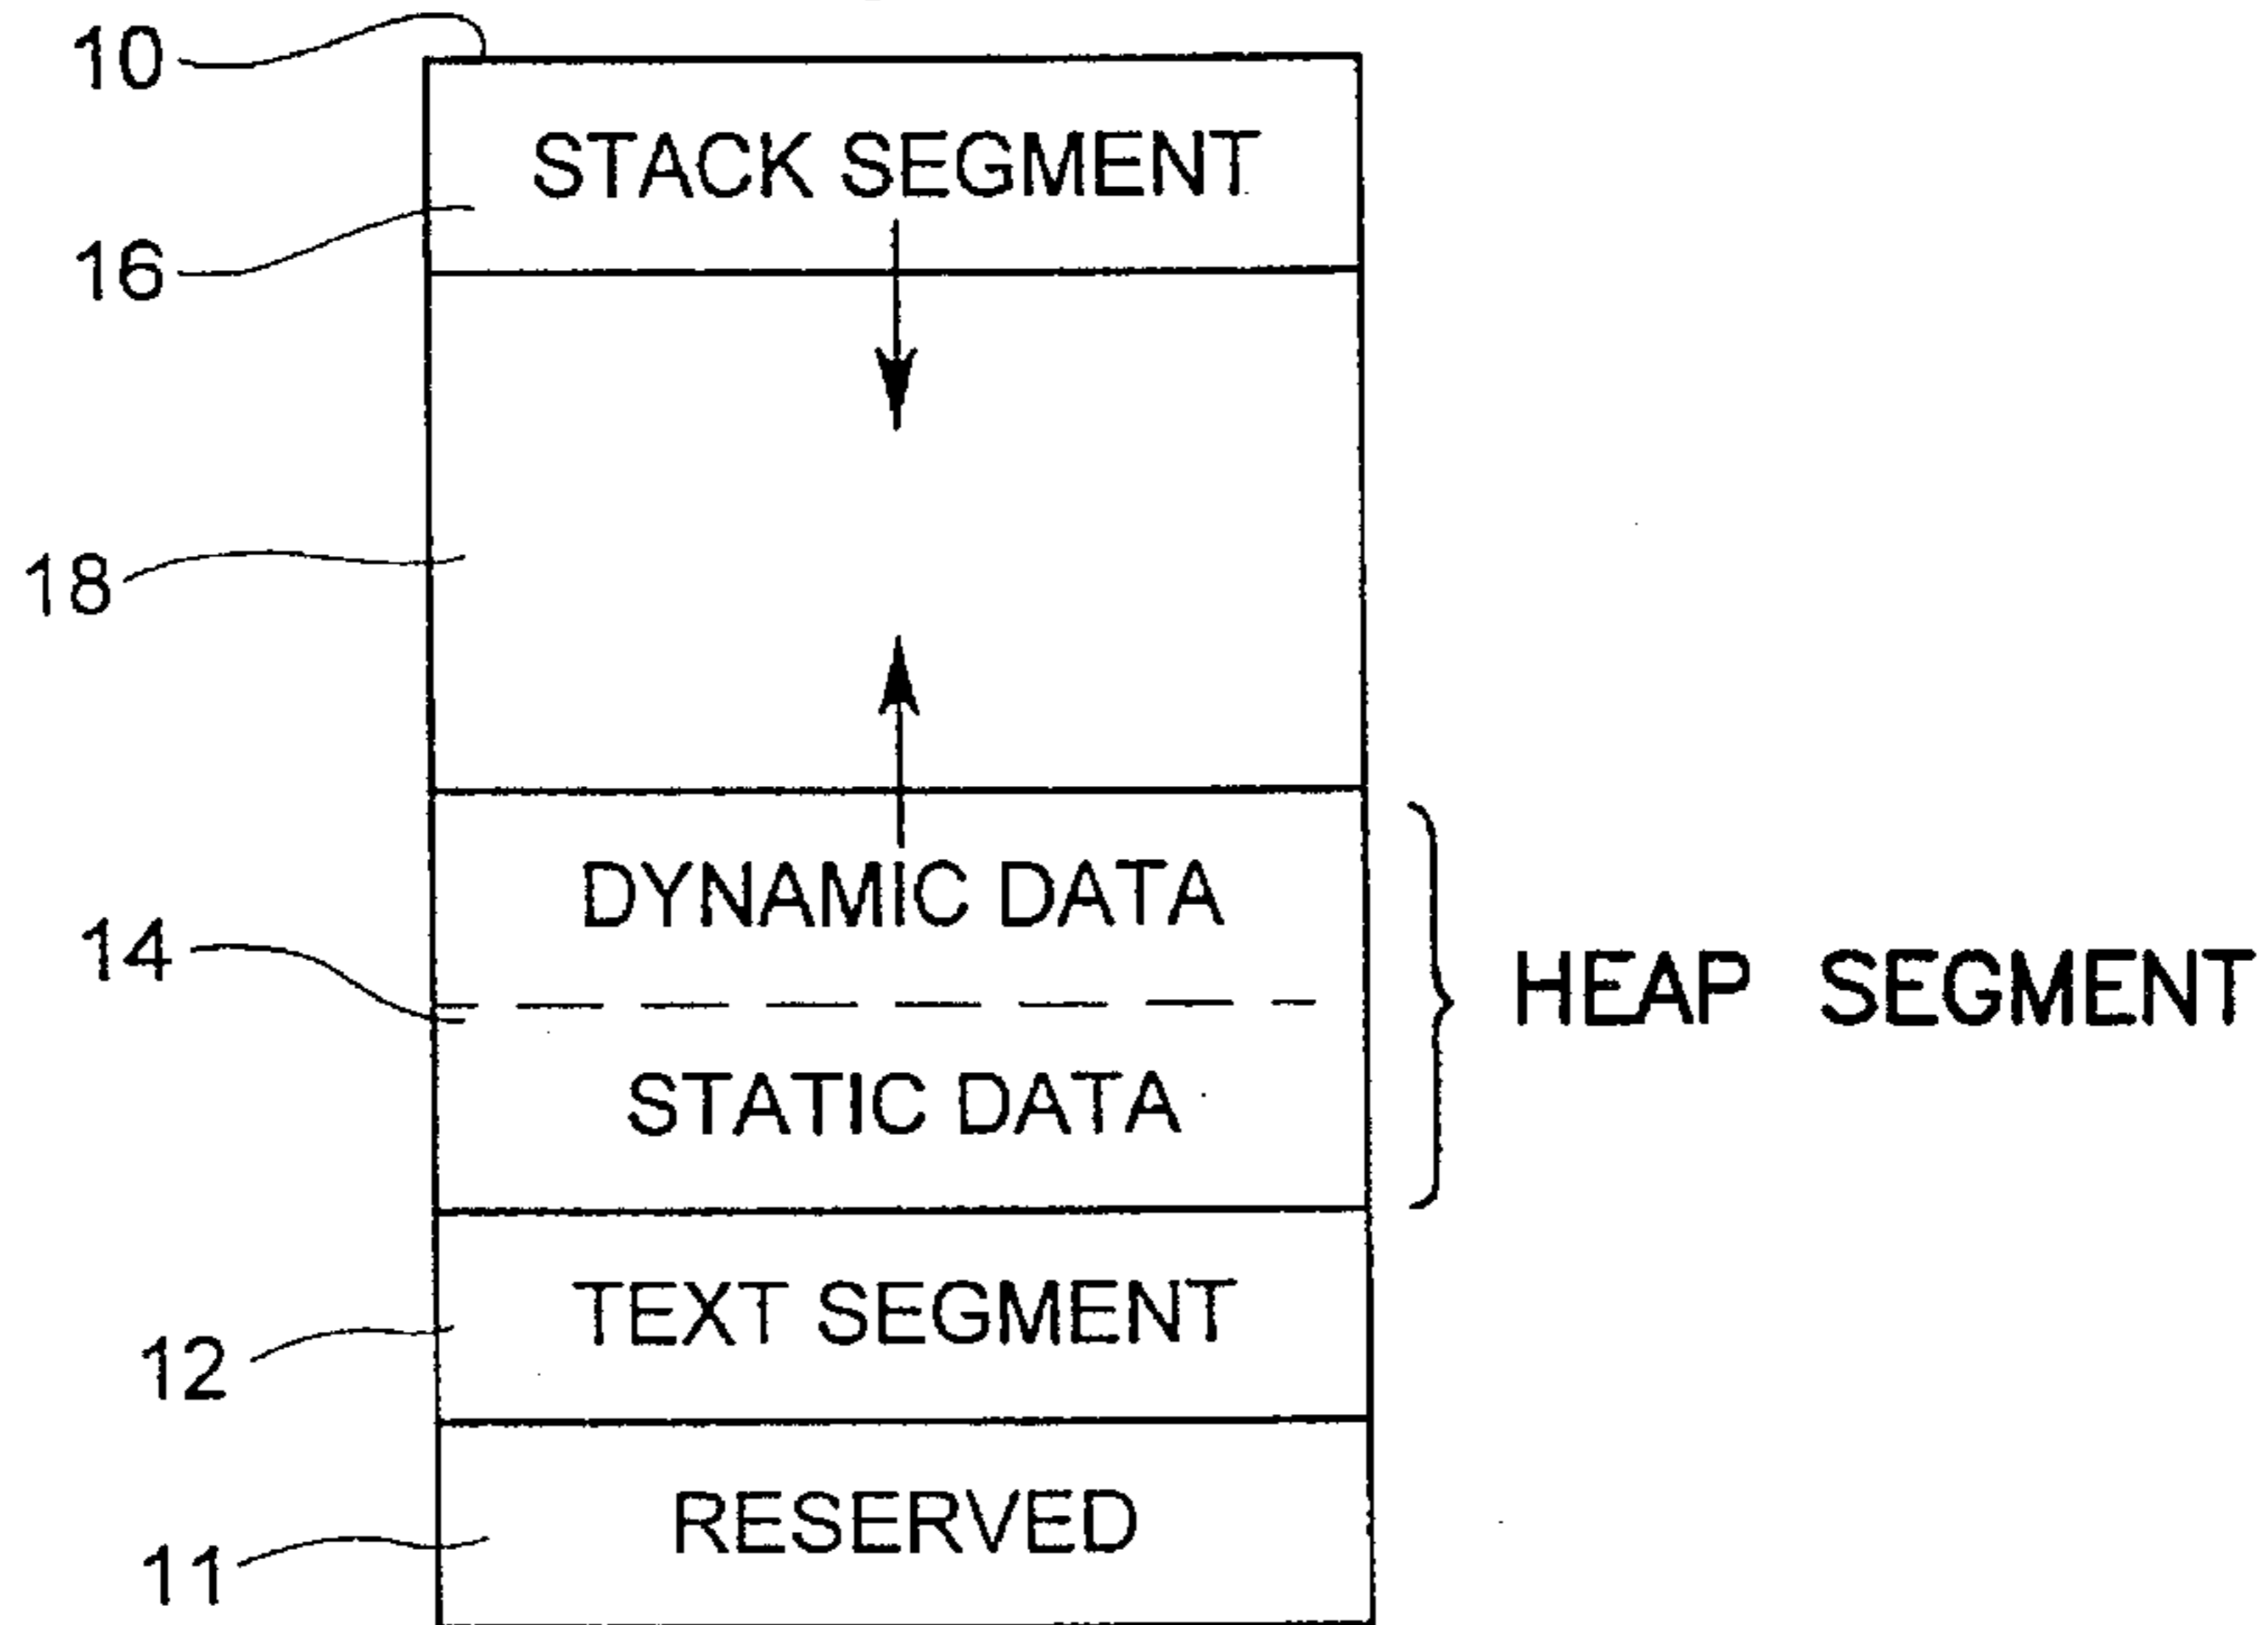 10
STACK SEGMENT
16
18
DYNAMIC DATA
14
HEAP SEGMENT
STATIC DATA
TEXT SEGMENT
12
RESERVED
11